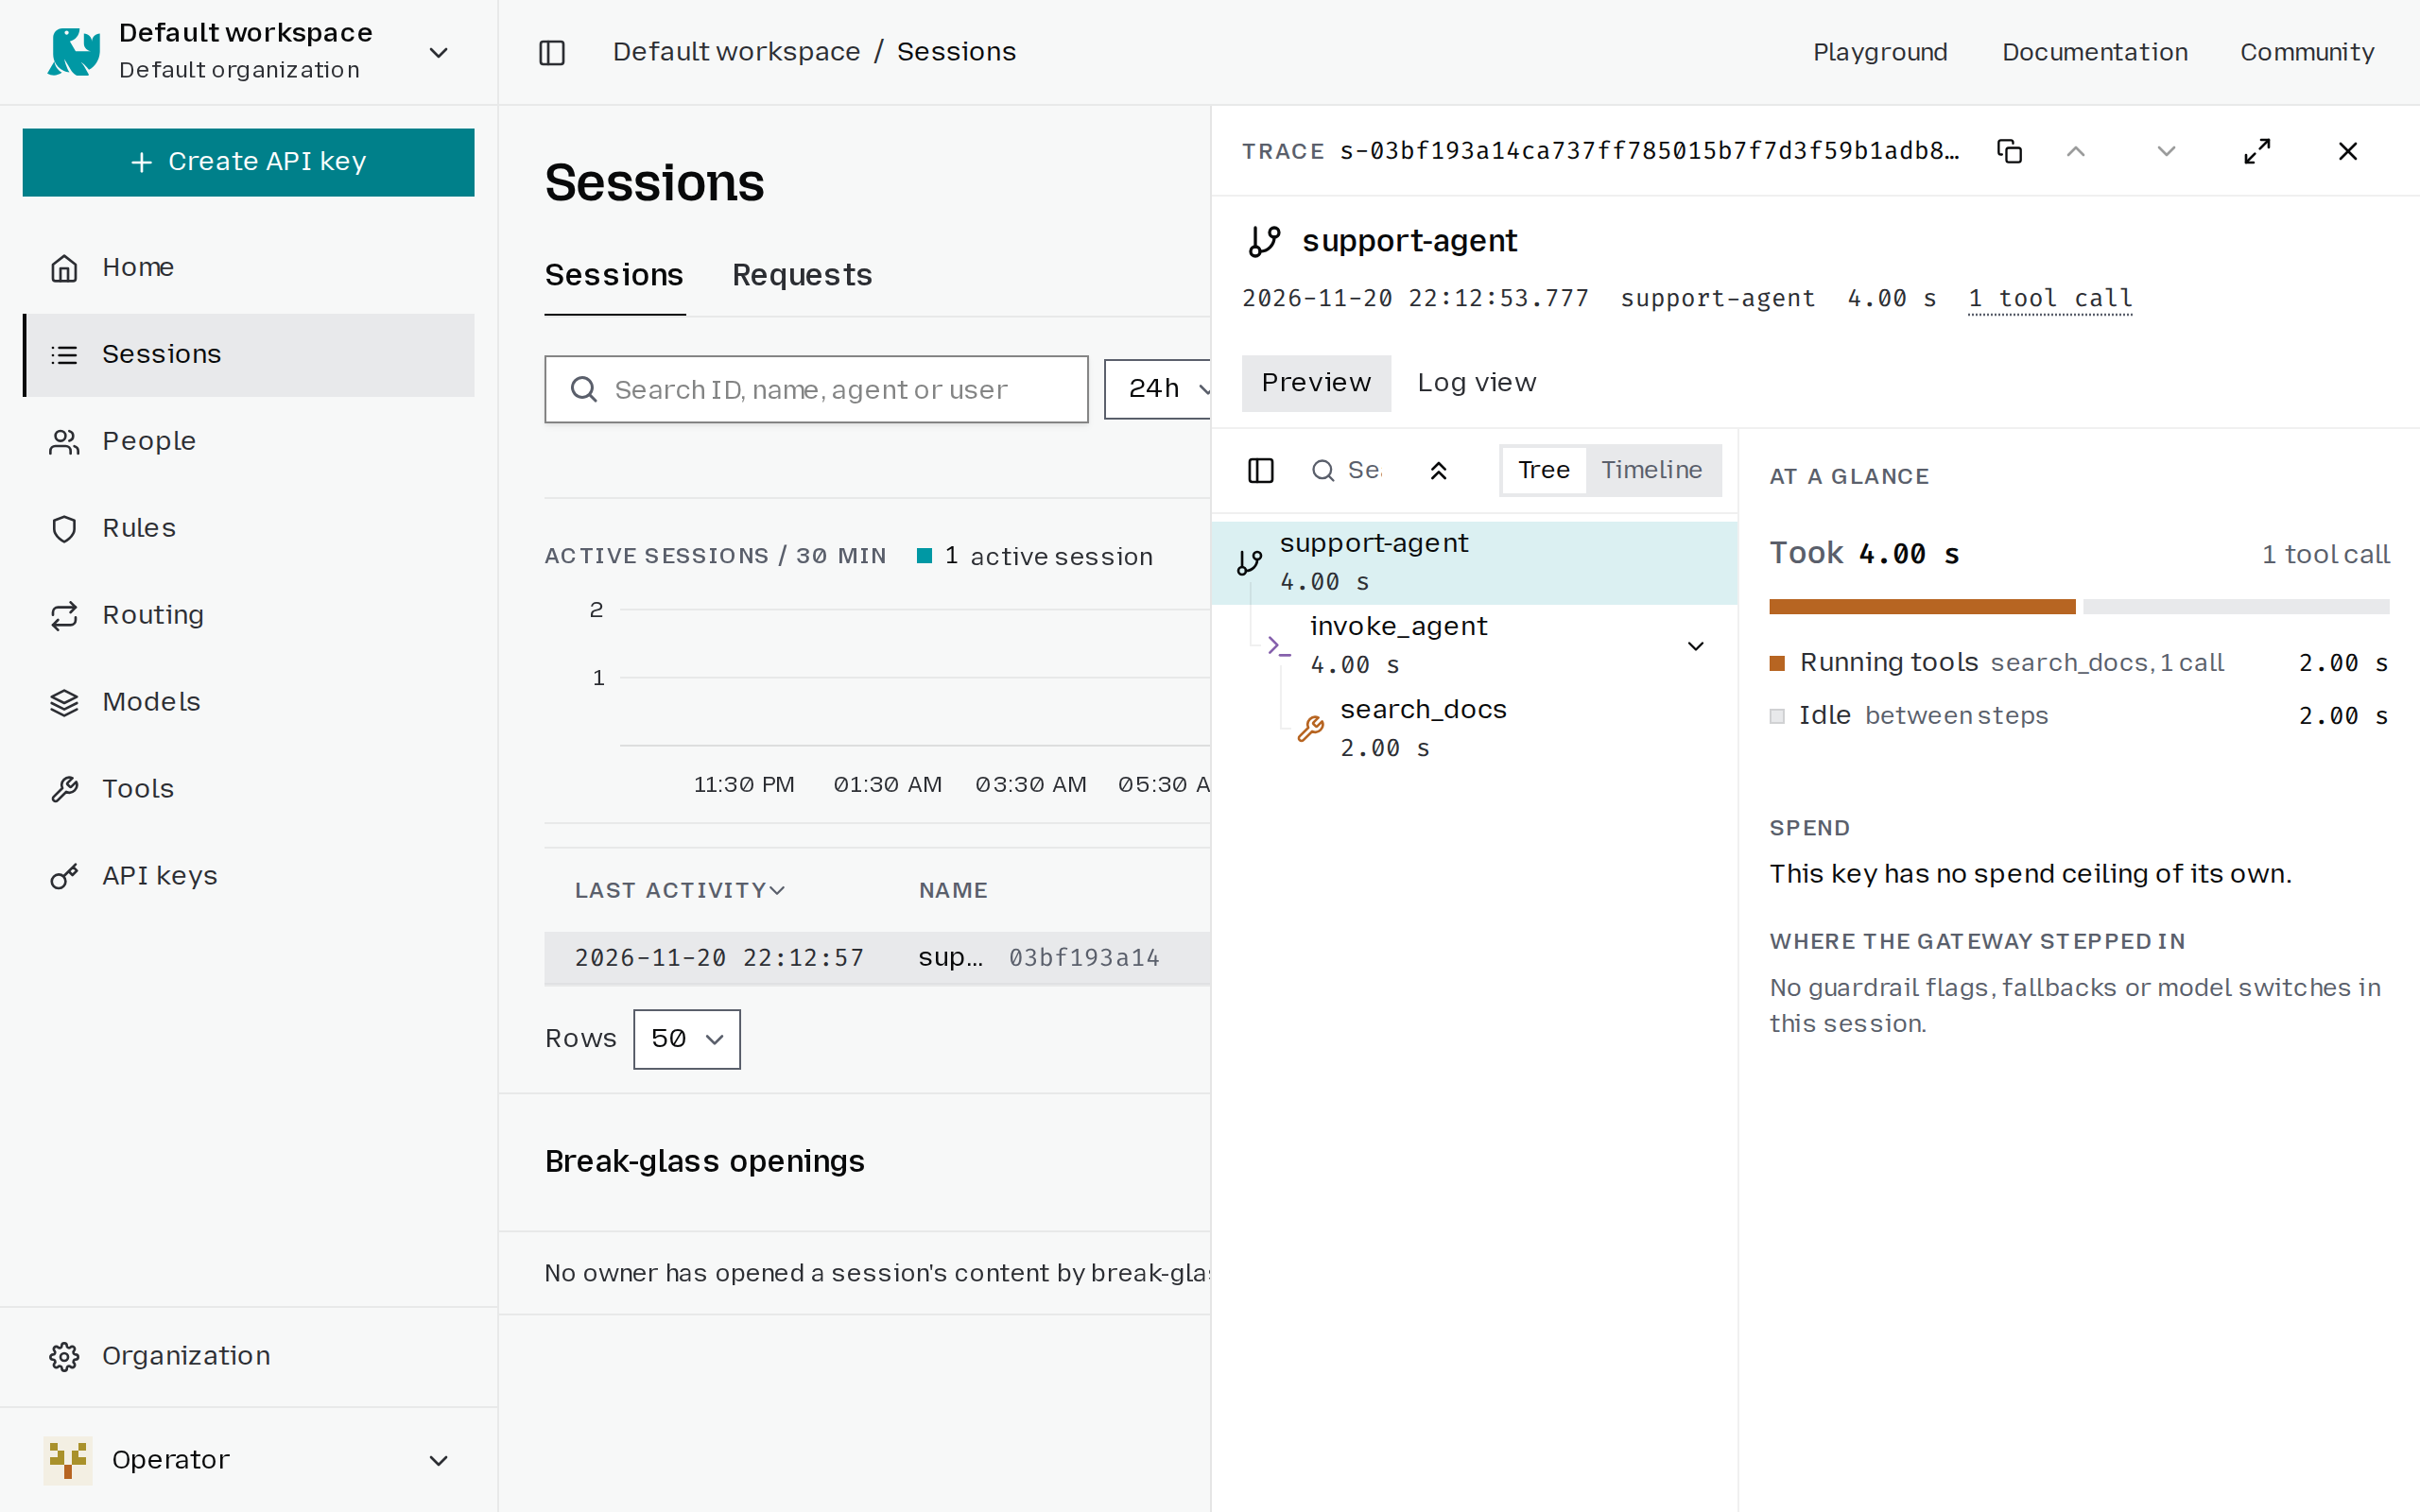 Default workspace
Default organization
Default workspace / Sessions
Playground
Documentation
Community
Create API key
Home
Sessions
People
Rules
Routing
Models
Tools
API keys
Organization
Operator
Sessions
Sessions
Requests
Search ID, name, agent or user
24h
ACTIVE SESSIONS / 30 MIN
1 active session
2
1
11:30 PM
01:30 AM
03:30 AM
05:30 A
LAST ACTIVITY
NAME
2026-11-20 22:12:57
sup...
03bf193a14
Rows
50
Break-glass openings
No owner has opened a session's content by break-glas
TRACE s-03bf193a14ca737ff785015b7f7d3f59b1adb8...
support-agent
2026-11-20 22:12:53.777 support-agent 4.00 s 1 tool call
Preview
Log view
Sea
Tree
Timeline
support-agent
4.00 s
invoke_agent
4.00 s
search_docs
2.00 s
AT A GLANCE
Took 4.00 s
1 tool call
Running tools search_docs, 1 call 2.00 s
Idle between steps 2.00 s
SPEND
This key has no spend ceiling of its own.
WHERE THE GATEWAY STEPPED IN
No guardrail flags, fallbacks or model switches in
this session.